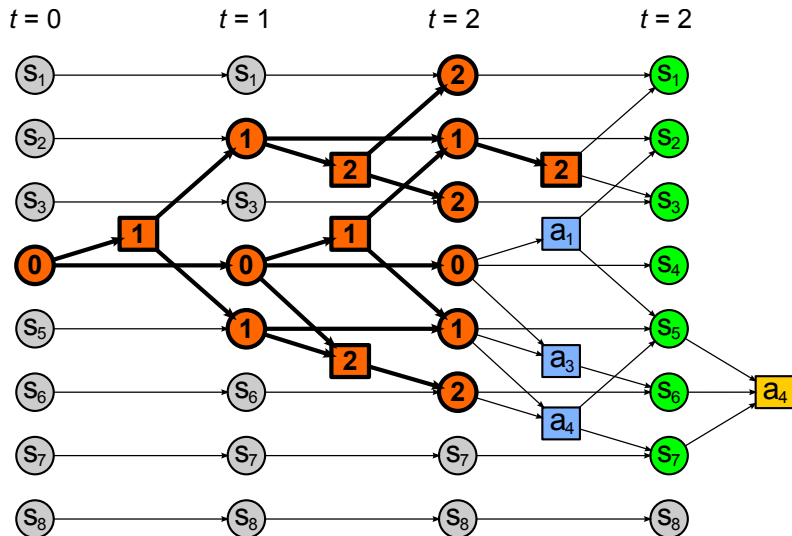 t = 0 t = 1 t = 2 t = 2
s1 s1 2 s1
s2 1 1 s2
1 2 2
s3 s3 2 s3
1 1 a1
0 0 0 s4
s5 1 1 s5
2 a3
s6 s6 2 s6 a4
a4
s7 s7 s7 s7
s8 s8 s8 s8